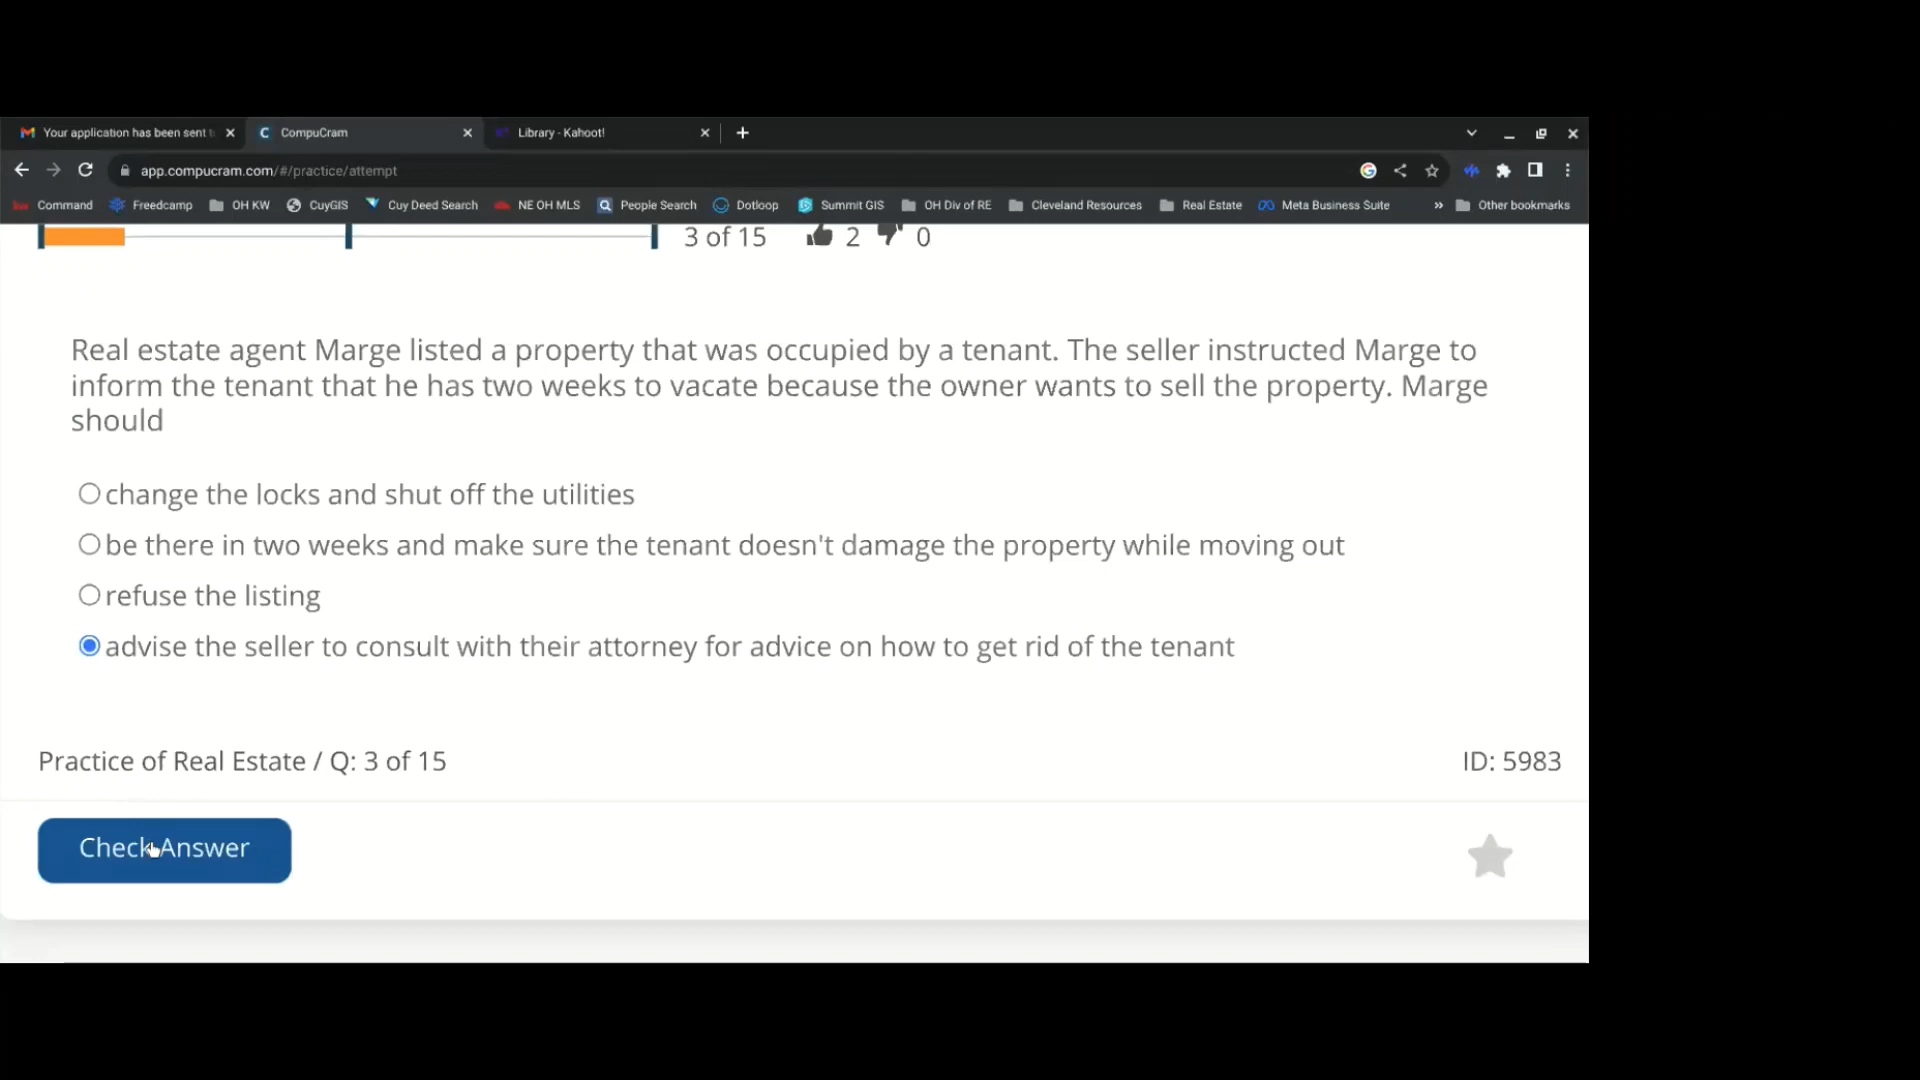 Your application has been sent t
CompuCram
Library - Kahoot!
app.compucram.com/#/practice/attempt
Command Freedcamp OH KW CuyGIS Cuy Deed Search NE OH MLS People Search Dotloop Summit GIS OH Div of RE Cleveland Resources Real Estate Meta Business Suite » Other bookmarks
3 of 15 2 0
Real estate agent Marge listed a property that was occupied by a tenant. The seller instructed Marge to
inform the tenant that he has two weeks to vacate because the owner wants to sell the property. Marge
should
change the locks and shut off the utilities
be there in two weeks and make sure the tenant doesn't damage the property while moving out
refuse the listing
advise the seller to consult with their attorney for advice on how to get rid of the tenant
Practice of Real Estate / Q: 3 of 15
ID: 5983
Check Answer